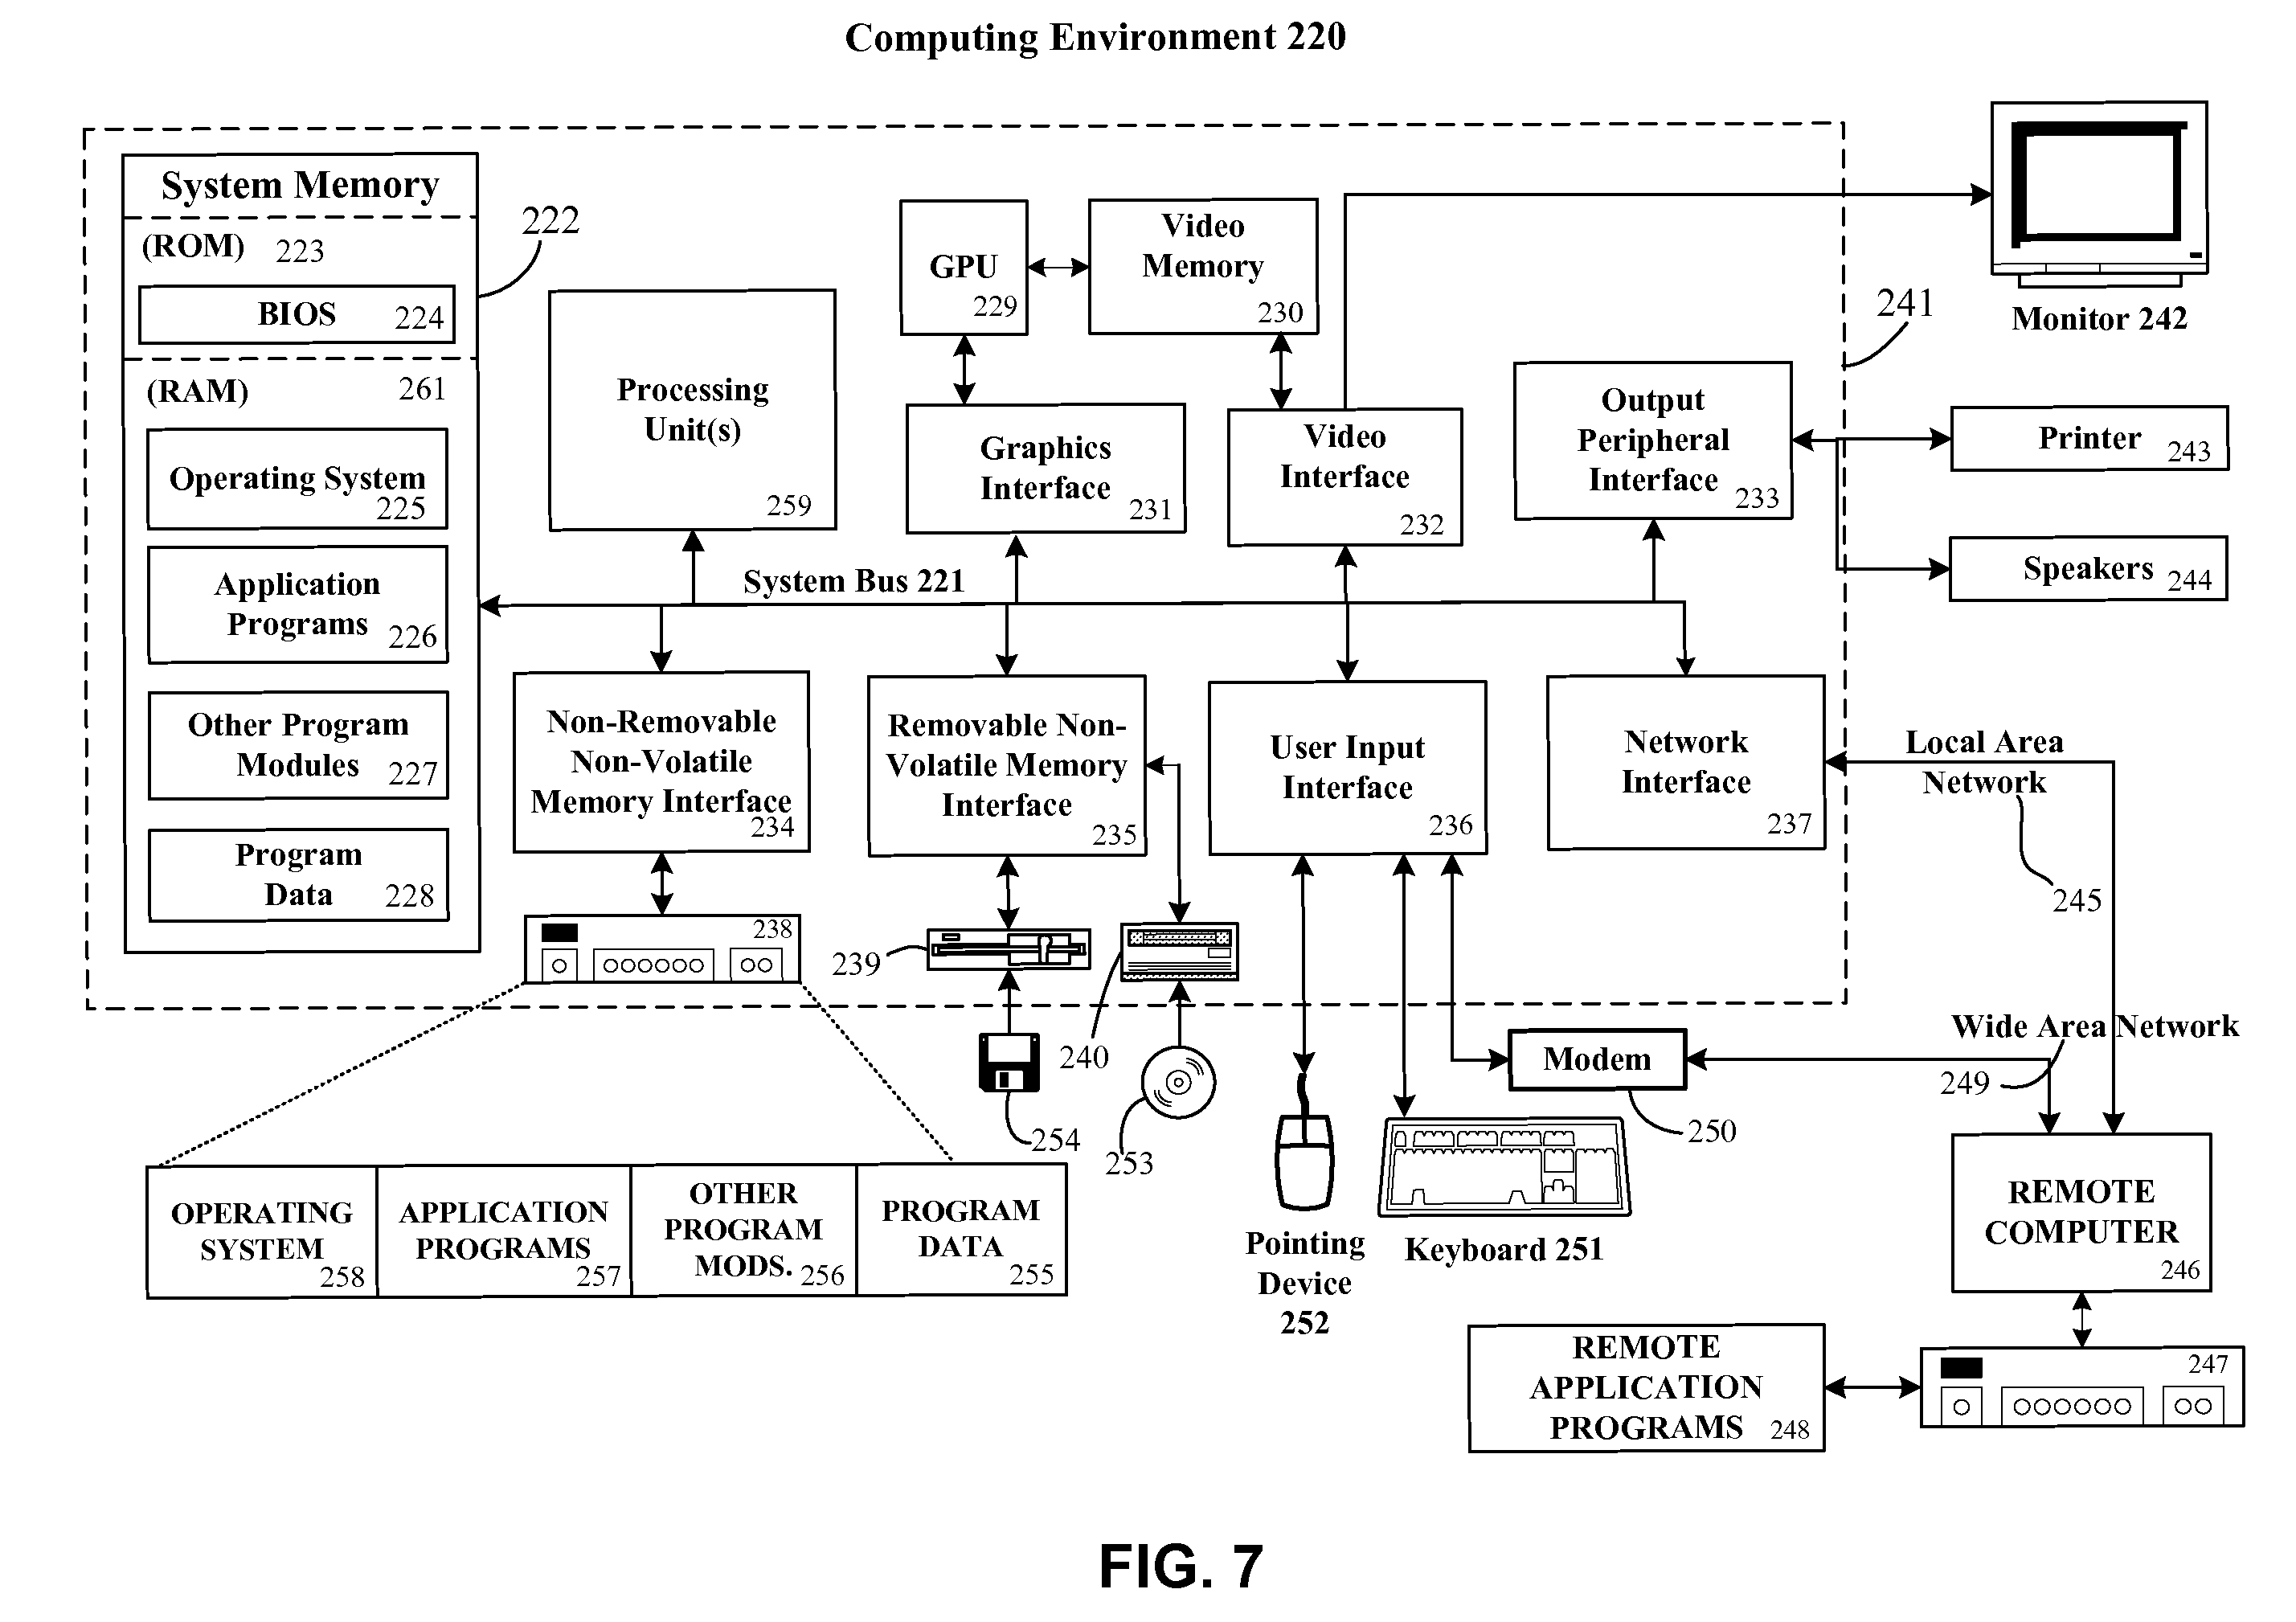 Computing Environment 220
System Memory
(ROM) 223
BIOS 224
222
(RAM) 261
Operating System
225
Application
Programs 226
Other Program
Modules 227
Program
Data 228
Processing
Unit(s)
259
GPU
229
Video
Memory
230
Graphics
Interface
231
Video
Interface
232
Output
Peripheral
Interface
233
241
Monitor 242
Printer 243
Speakers 244
System Bus 221
Non-Removable
Non-Volatile
Memory Interface
234
Removable Non-
Volatile Memory
Interface
235
User Input
Interface
236
Network
Interface
237
Local Area
Network
245
238
239
240
254
253
Wide Area Network
249
Modem
250
OPERATING
SYSTEM
258
APPLICATION
PROGRAMS
257
OTHER
PROGRAM
MODS. 256
PROGRAM
DATA
255
Pointing
Device
252
Keyboard 251
REMOTE
COMPUTER
246
247
REMOTE
APPLICATION
PROGRAMS 248
FIG. 7